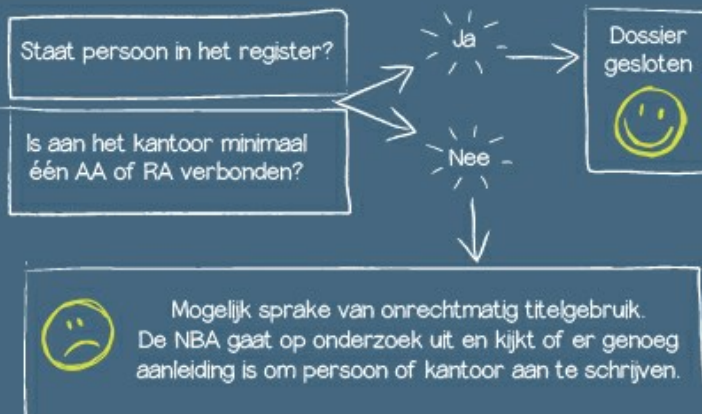 Staat persoon in het register?
Is aan het kantoor minimaal
één AA of RA verbonden?
Ja
Nee
Dossier
gesloten
Mogelijk sprake van onrechtmatig titelgebruik.
De NBA gaat op onderzoek uit en kijkt of er genoeg
aanleiding is om persoon of kantoor aan te schrijven.